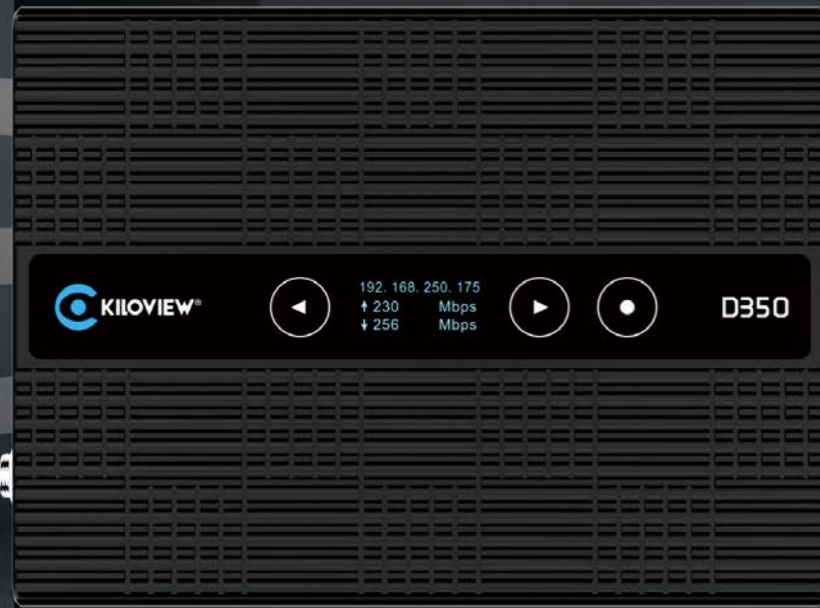 KILOVIEW®
192. 168. 250. 175
↑ 230 Mbps
↓ 256 Mbps
D350